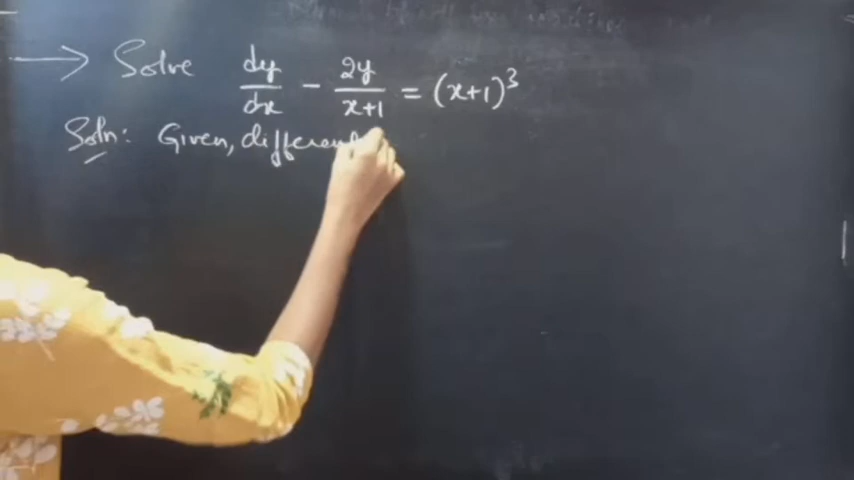 → Solve dy/dx - 2y/x+1 = (x+1)³
Soln: Given, differen